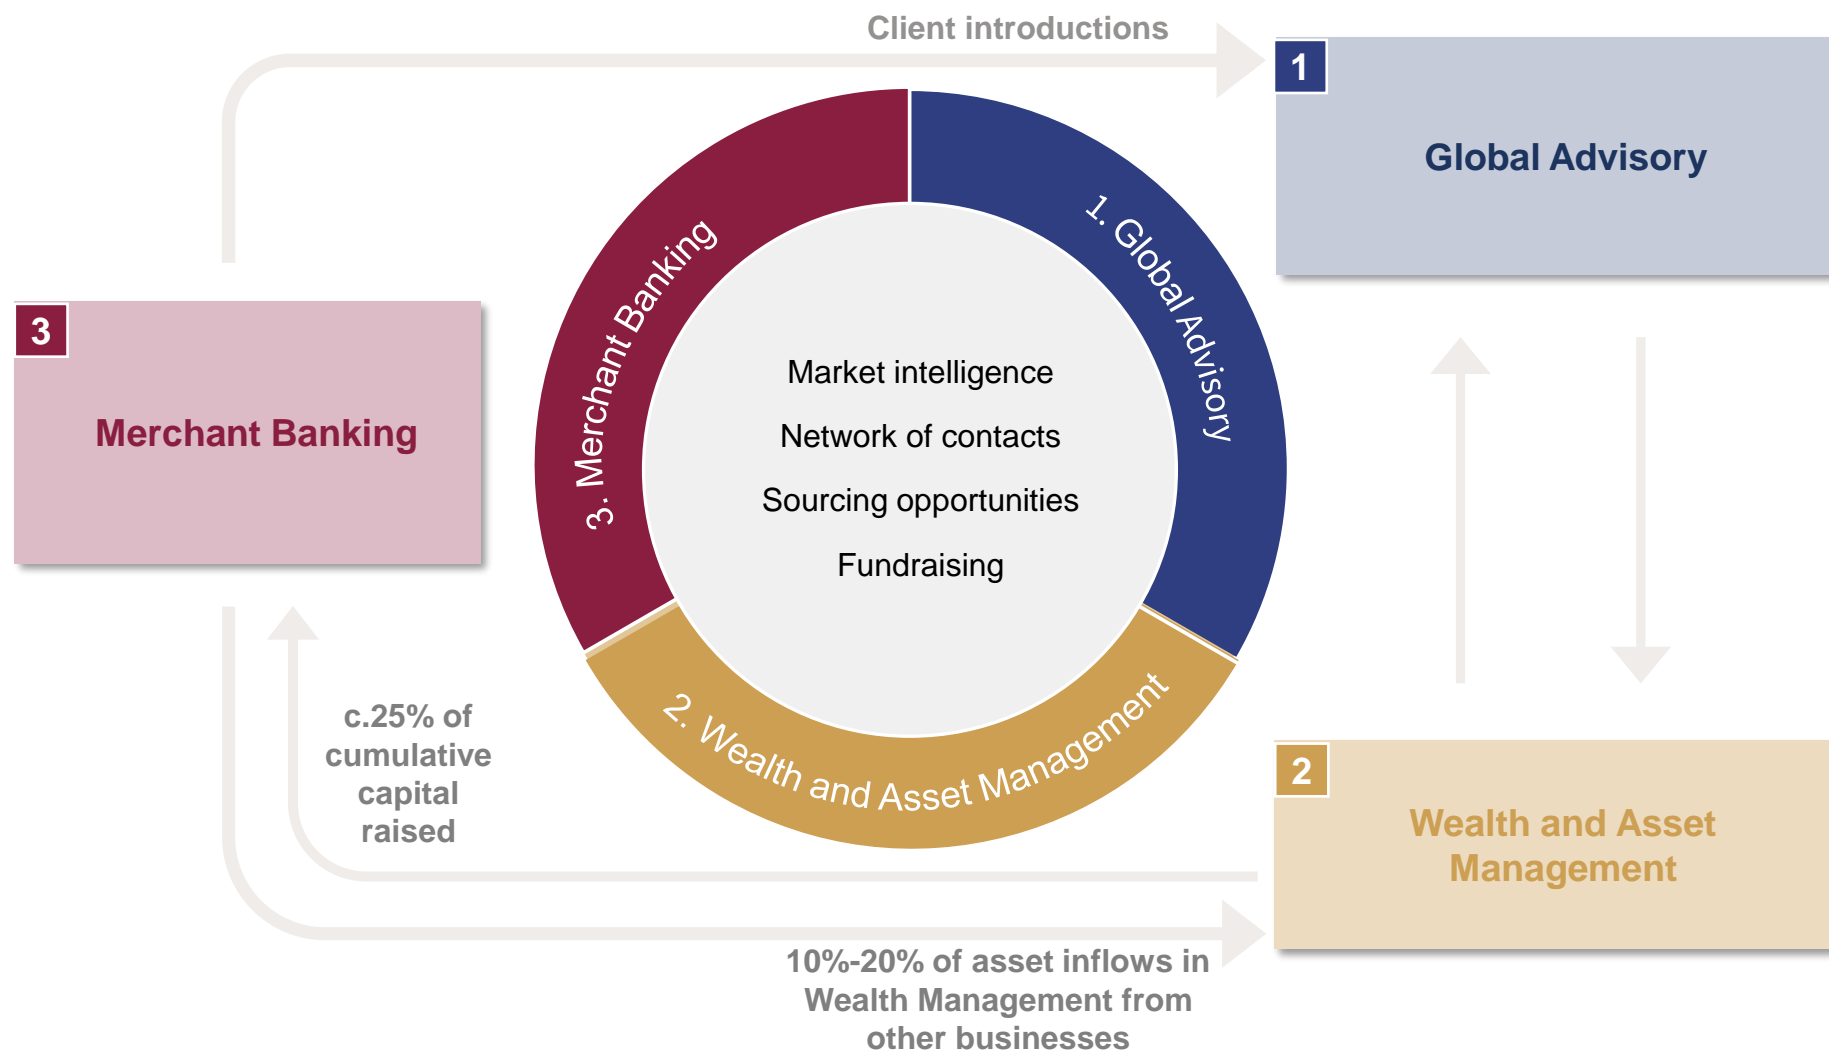 Client introductions
1
Global Advisory
3
Merchant Banking
3. Merchant Banking
1. Global Advisory
Market intelligence
Network of contacts
Sourcing opportunities
Fundraising
2. Wealth and Asset Management
c.25% of
cumulative
capital
raised
2
Wealth and Asset
Management
10%-20% of asset inflows in
Wealth Management from
other businesses